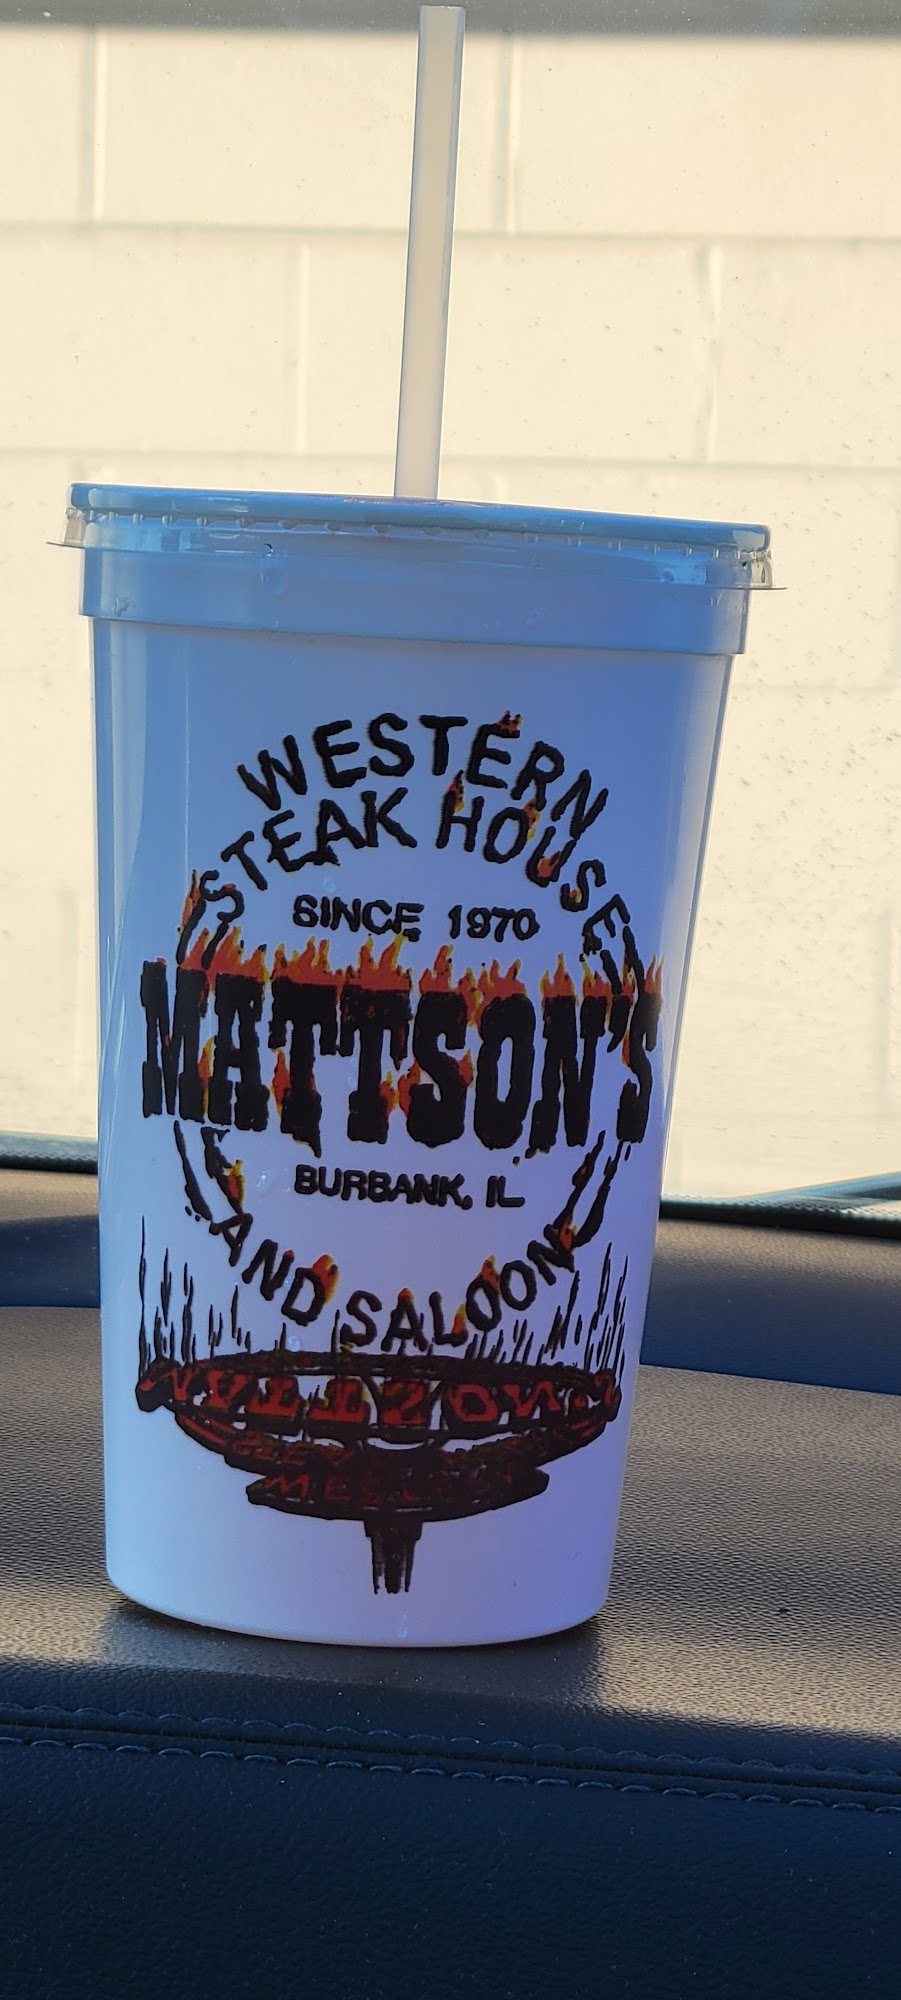 WESTERN
STEAK HOUSE
SINCE 1970
MATTSON'S
BURBANK, IL
AND SALOON